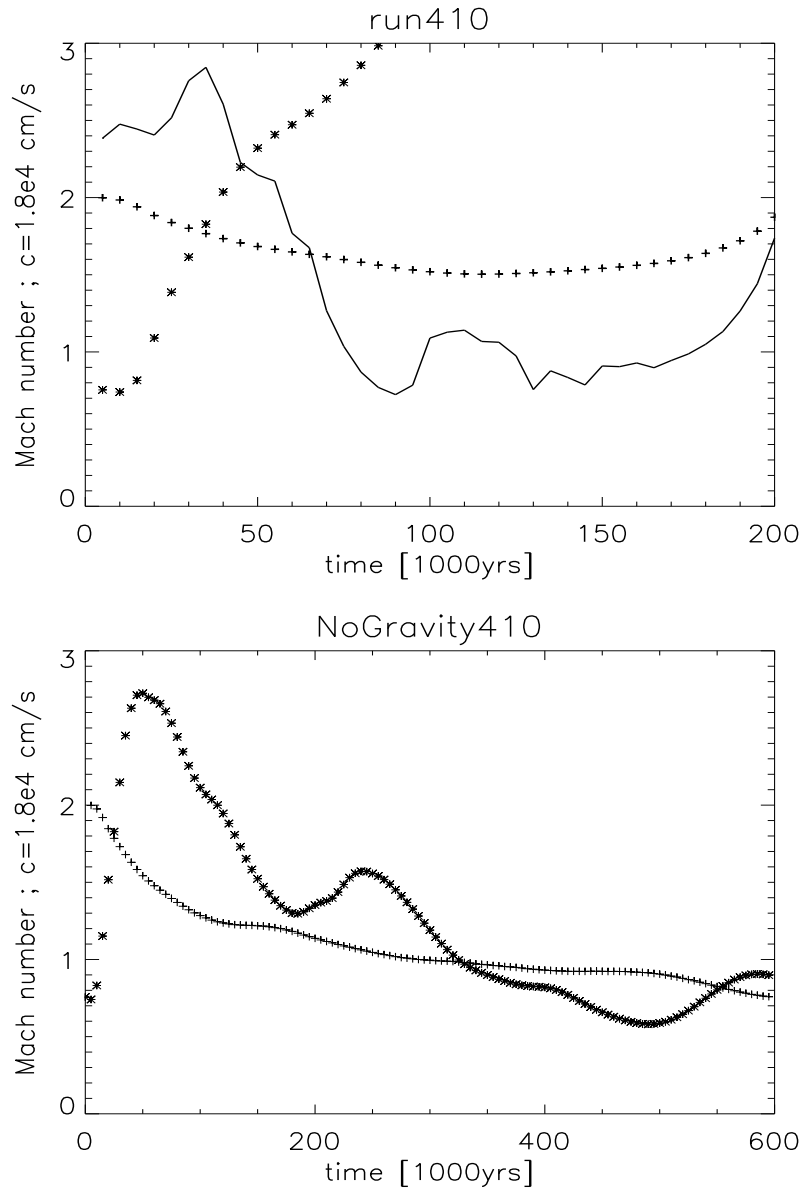 run410
3
2
1
0
Mach number ; c=1.8e4 cm/s
0 50 100 150 200
time [1000yrs]
NoGravity410
3
2
1
0
Mach number ; c=1.8e4 cm/s
0 200 400 600
time [1000yrs]